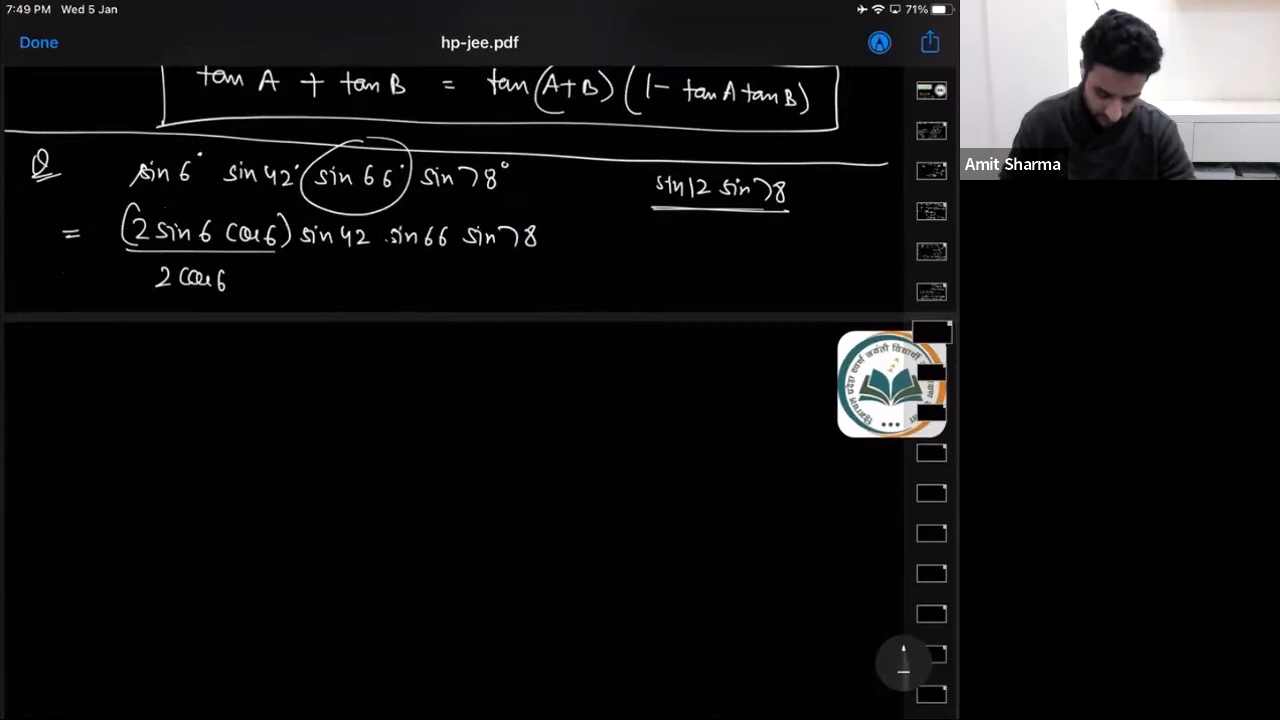 7:49 PM Wed 5 Jan
71%
Done
hp-jee.pdf
tan A + tan B = tan(A+B) (1- tan A tan B)
Q
sin 6° sin 42° sin 66° sin 78°
sin 12 sin 78
= (2 sin 6 cos 6) sin 42 . sin 66 sin 78
2 cos 6
Amit Sharma